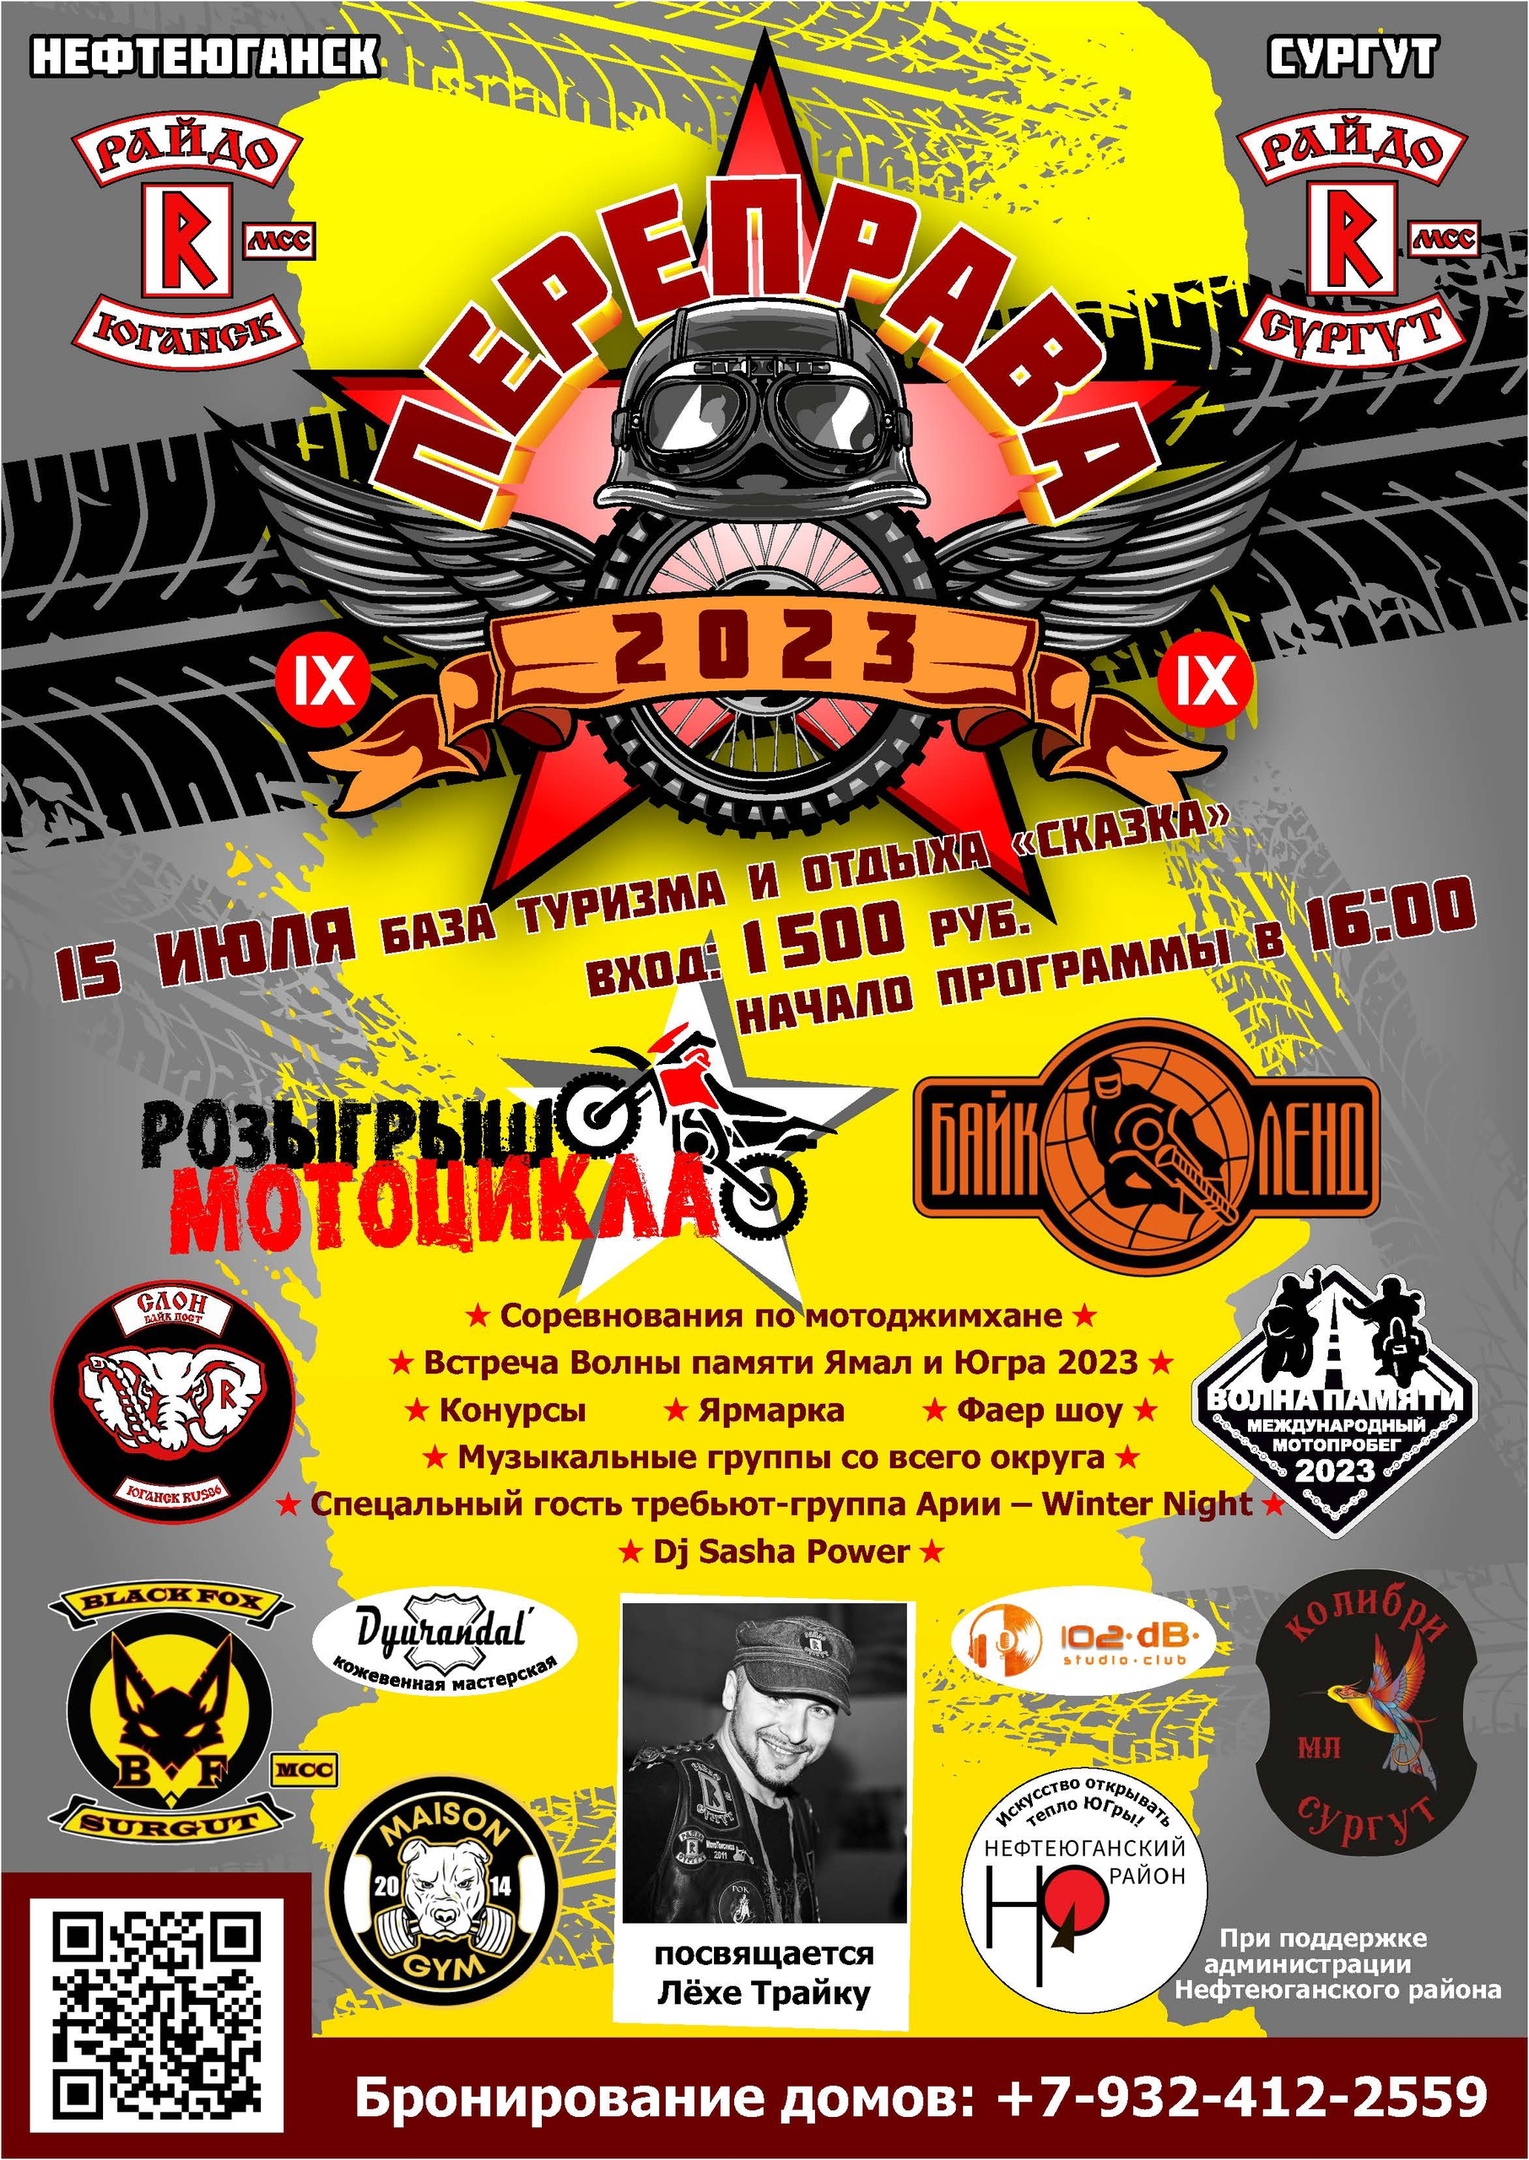 НЕФТЕЮГАНСК
СУРГУТ
РАЙДО
R
МСС
ЮГАНСК
РАЙДО
R
МСС
СУРГУТ
ПЕРЕПРАВА
2023
IX
IX
15 ИЮЛЯ БАЗА ТУРИЗМА И ОТДЫХА «СКАЗКА»
ВХОД: 1500 РУБ.
НАЧАЛО ПРОГРАММЫ В 16:00
РОЗЫГРЫШ
МОТОЦИКЛА
БАЙК ЛЕНД
СЛОН
БАЙК ПОСТ
R
ЮГАНСК RUS86
★ Соревнования по мотоджимхане ★
★ Встреча Волны памяти Ямал и Югра 2023 ★
★ Конурсы ★ Ярмарка ★ Фаер шоу ★
★ Музыкальные группы со всего округа ★
★ Спецальный гость требьют-группа Арии – Winter Night ★
★ Dj Sasha Power ★
ВОЛНА ПАМЯТИ
МЕЖДУНАРОДНЫЙ
МОТОПРОБЕГ
2023
BLACK FOX
B F
MCC
SURGUT
Dyurandal'
кожевенная мастерская
MAISON
20 14
GYM
посвящается
Лёхе Трайку
102·dB·
studio·club
Искусство открывать
тепло ЮГры!
НЕФТЕЮГАНСКИЙ
РАЙОН
НР
КОЛИБРИ
МЛ
СУРГУТ
При поддержке
администрации
Нефтеюганского района
Бронирование домов: +7-932-412-2559